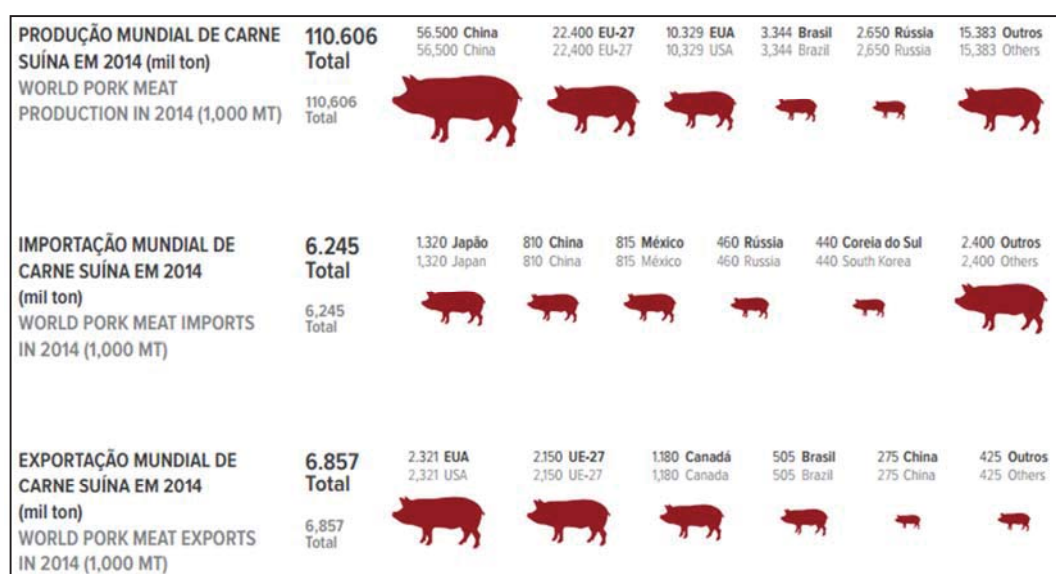 PRODUÇÃO MUNDIAL DE CARNE
SUÍNA EM 2014 (mil ton)
WORLD PORK MEAT
PRODUCTION IN 2014 (1,000 MT)
110.606
Total
110,606
Total
56.500 China
56,500 China
22.400 EU-27
22,400 EU-27
10.329 EUA
10,329 USA
3.344 Brasil
3,344 Brazil
2.650 Rússia
2,650 Russia
15.383 Outros
15,383 Others
IMPORTAÇÃO MUNDIAL DE
CARNE SUÍNA EM 2014
(mil ton)
WORLD PORK MEAT IMPORTS
IN 2014 (1,000 MT)
6.245
Total
6,245
Total
1.320 Japão
1,320 Japan
810 China
810 China
815 México
815 México
460 Rússia
460 Russia
440 Coreia do Sul
440 South Korea
2.400 Outros
2,400 Others
EXPORTAÇÃO MUNDIAL DE
CARNE SUÍNA EM 2014
(mil ton)
WORLD PORK MEAT EXPORTS
IN 2014 (1,000 MT)
6.857
Total
6,857
Total
2.321 EUA
2,321 USA
2.150 UE-27
2,150 UE-27
1.180 Canadá
1,180 Canada
505 Brasil
505 Brazil
275 China
275 China
425 Outros
425 Others